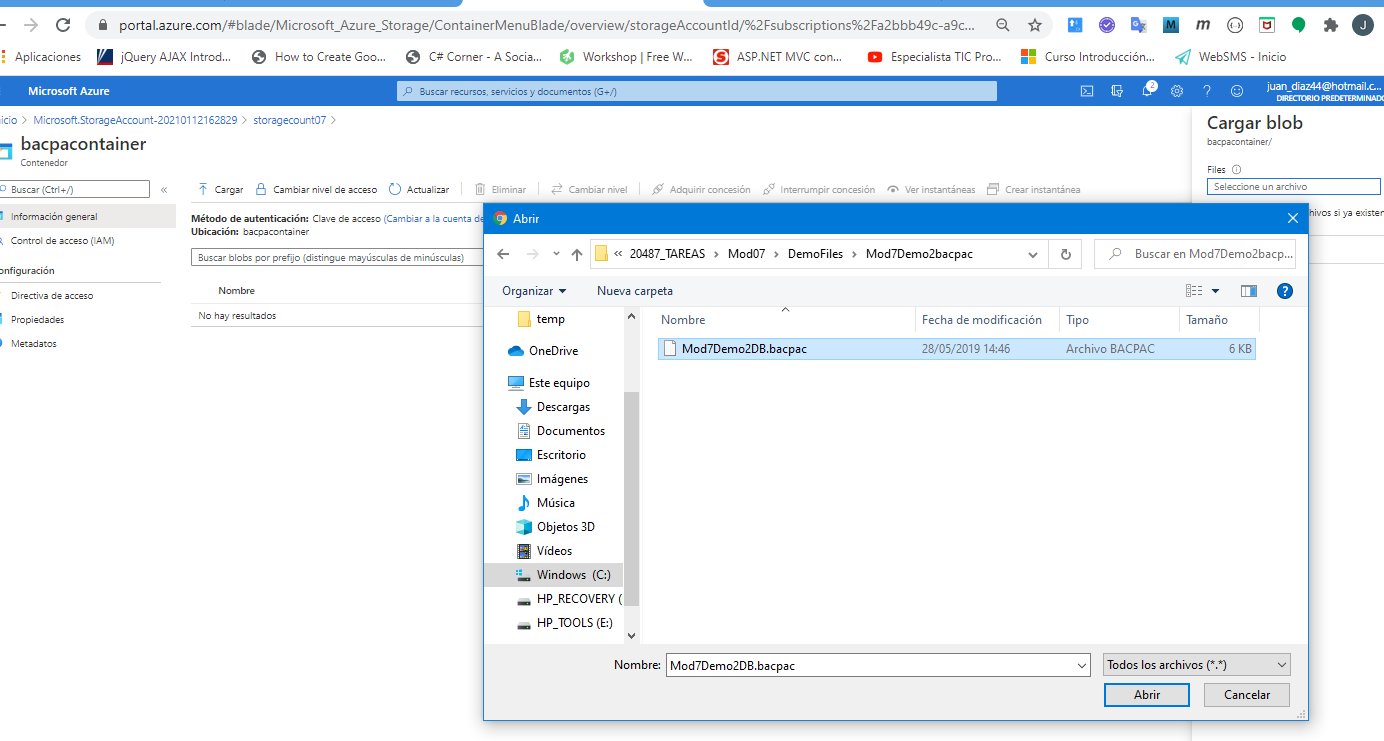 portal.azure.com/#blade/Microsoft_Azure_Storage/ContainerMenuBlade/overview/storageAccountId/%2Fsubscriptions%2Fa2bbb49c-a9c...
Aplicaciones jQuery AJAX Introd... How to Create Goo... C# Corner - A Socia... Workshop | Free W... ASP.NET MVC con... Especialista TIC Pro... Curso Introducción:... WebSMS - Inicio
Microsoft Azure
Buscar recursos, servicios y documentos (G+/)
2
juan_diaz44@hotmail.c...
DIRECTORIO PREDETERMINADO
nicio > Microsoft.StorageAccount-20210112162829 > storagecount07 >
bacpacontainer
Contenedor
Buscar (Ctrl+/)
«
Información general
Control de acceso (IAM)
onfiguración
Directiva de acceso
Propiedades
Metadatos
Cargar Cambiar nivel de acceso Actualizar Eliminar Cambiar nivel Adquirir concesión Interrumpir concesión Ver instantáneas Crear instantánea
Método de autenticación: Clave de acceso (Cambiar a la cuenta de
Ubicación: bacpacontainer
Buscar blobs por prefijo (distingue mayúsculas de minúsculas)
Nombre
No hay resultados
Cargar blob
bacpacontainer/
Files
Seleccione un archivo
hivos si ya existen
Abrir
« 20487_TAREAS > Mod07 > DemoFiles > Mod7Demo2bacpac
Buscar en Mod7Demo2bacp...
Organizar Nueva carpeta
temp
OneDrive
Este equipo
Descargas
Documentos
Escritorio
Imágenes
Música
Objetos 3D
Vídeos
Windows (C:)
HP_RECOVERY (
HP_TOOLS (E:)
Nombre Fecha de modificación Tipo Tamaño
Mod7Demo2DB.bacpac 28/05/2019 14:46 Archivo BACPAC 6 KB
Nombre: Mod7Demo2DB.bacpac Todos los archivos (*.*)
Abrir Cancelar